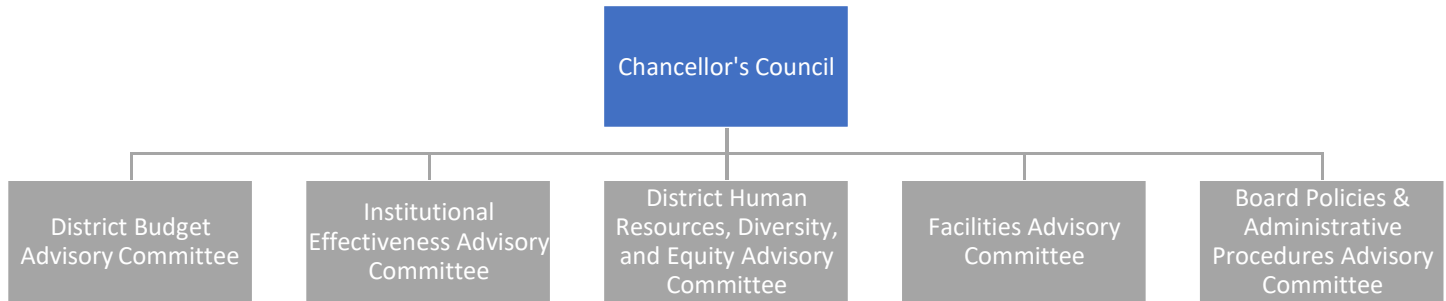 Chancellor's Council
District Budget
Advisory Committee
Institutional
Effectiveness Advisory
Committee
District Human
Resources, Diversity,
and Equity Advisory
Committee
Facilities Advisory
Committee
Board Policies &
Administrative
Procedures Advisory
Committee